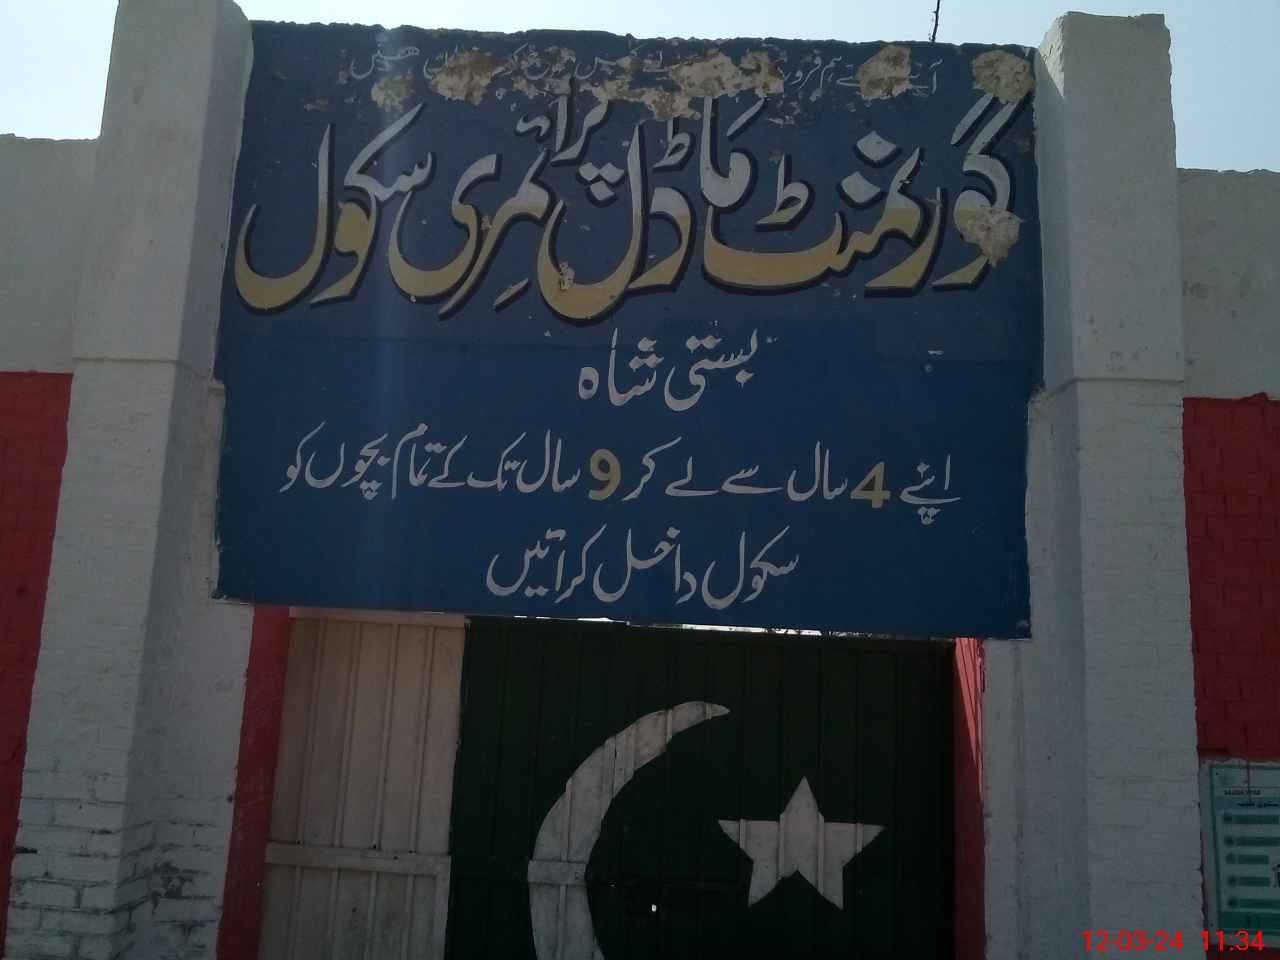 گورنمنٹ ماڈل پرائمری سکول
بستی شاہ
اپنے 4 سال سے لے کر 9 سال تک کے تمام بچوں کو
سکول داخل کرائیں
12-03-24 11:34